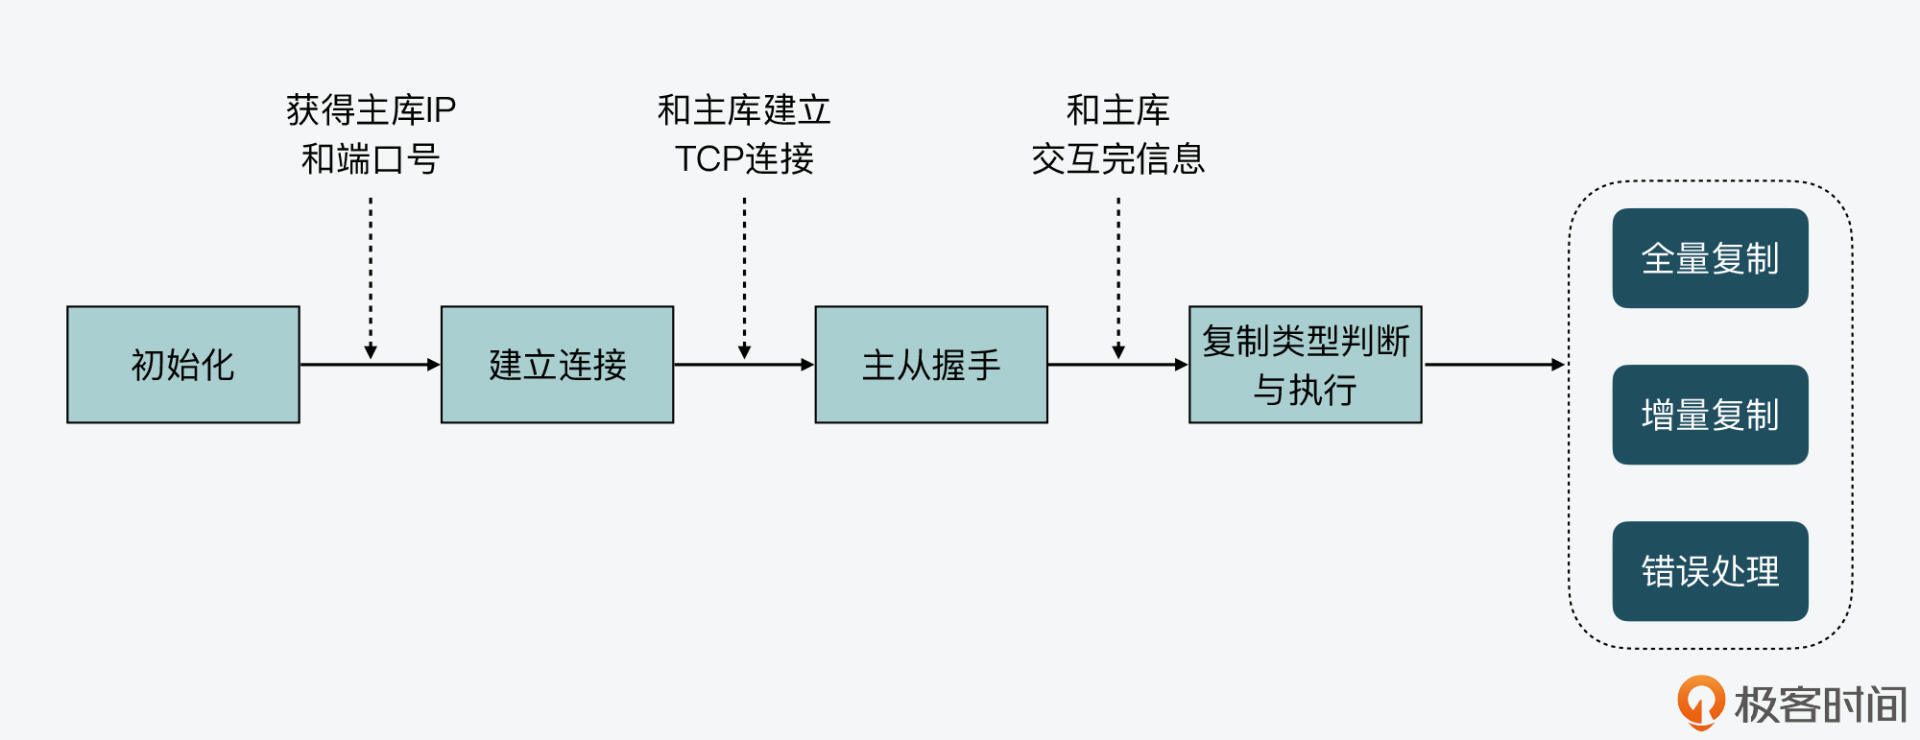 获得主库IP
和端口号
和主库建立
TCP连接
和主库
交互完信息
初始化
建立连接
主从握手
复制类型判断
与执行
全量复制
增量复制
错误处理
极客时间